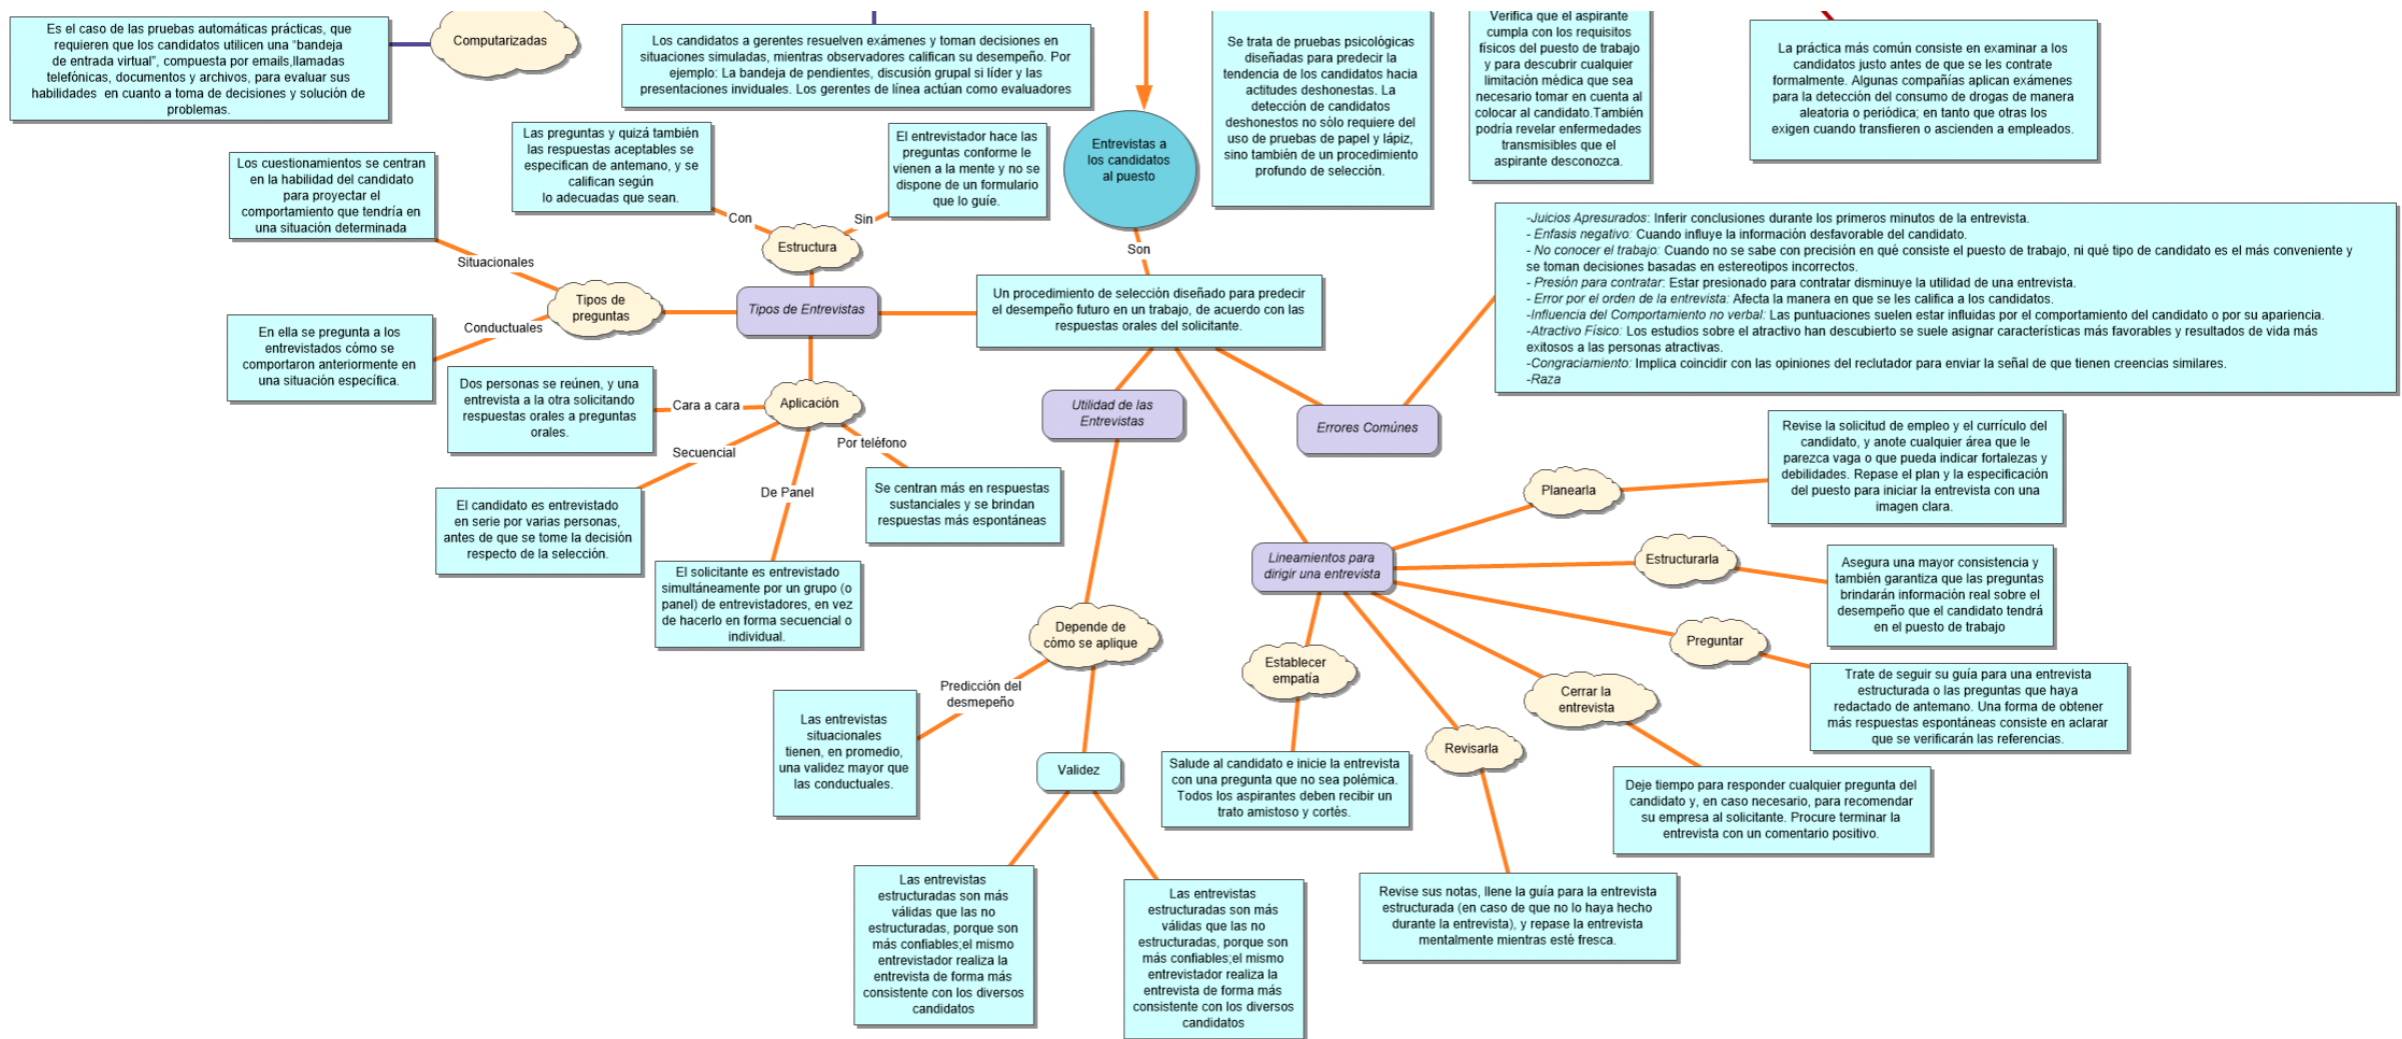 Es el caso de las pruebas automáticas prácticas, que
requieren que los candidatos utilicen una “bandeja
de entrada virtual”, compuesta por emails,llamadas
telefónicas, documentos y archivos, para evaluar sus
habilidades en cuanto a toma de decisiones y solución de
problemas.
Computarizadas
Los candidatos a gerentes resuelven exámenes y toman decisiones en
situaciones simuladas, mientras observadores califican su desempeño. Por
ejemplo: La bandeja de pendientes, discusión grupal si líder y las
presentaciones inviduales. Los gerentes de línea actúan como evaluadores
Entrevistas a
los candidatos
al puesto
Se trata de pruebas psicológicas
diseñadas para predecir la
tendencia de los candidatos hacia
actitudes deshonestas. La
detección de candidatos
deshonestos no sólo requiere del
uso de pruebas de papel y lápiz,
sino también de un procedimiento
profundo de selección.
Verifica que el aspirante
cumpla con los requisitos
físicos del puesto de trabajo
y para descubrir cualquier
limitación médica que sea
necesario tomar en cuenta al
colocar al candidato.También
podría revelar enfermedades
transmisibles que el
aspirante desconozca.
La práctica más común consiste en examinar a los
candidatos justo antes de que se les contrate
formalmente. Algunas compañías aplican exámenes
para la detección del consumo de drogas de manera
aleatoria o periódica; en tanto que otras los
exigen cuando transfieren o ascienden a empleados.
Los cuestionamientos se centran
en la habilidad del candidato
para proyectar el
comportamiento que tendría en
una situación determinada
Las preguntas y quizá también
las respuestas aceptables se
especifican de antemano, y se
califican según
lo adecuadas que sean.
El entrevistador hace las
preguntas conforme le
vienen a la mente y no se
dispone de un formulario
que lo guíe.
Con
Sin
Estructura
Son
Situacionales
Tipos de
preguntas
Conductuales
Tipos de Entrevistas
Un procedimiento de selección diseñado para predecir
el desempeño futuro en un trabajo, de acuerdo con las
respuestas orales del solicitante.
-Juicios Apresurados: Inferir conclusiones durante los primeros minutos de la entrevista.
- Enfasis negativo: Cuando influye la información desfavorable del candidato.
- No conocer el trabajo: Cuando no se sabe con precisión en qué consiste el puesto de trabajo, ni qué tipo de candidato es el más conveniente y
se toman decisiones basadas en estereotipos incorrectos.
- Presión para contratar: Estar presionado para contratar disminuye la utilidad de una entrevista.
- Error por el orden de la entrevista: Afecta la manera en que se les califica a los candidatos.
-Influencia del Comportamiento no verbal: Las puntuaciones suelen estar influidas por el comportamiento del candidato o por su apariencia.
-Atractivo Físico: Los estudios sobre el atractivo han descubierto se suele asignar características más favorables y resultados de vida más
exitosos a las personas atractivas.
-Congraciamiento: Implica coincidir con las opiniones del reclutador para enviar la señal de que tienen creencias similares.
-Raza
En ella se pregunta a los
entrevistados cómo se
comportaron anteriormente en
una situación específica.
Dos personas se reúnen, y una
entrevista a la otra solicitando
respuestas orales a preguntas
orales.
Cara a cara
Aplicación
Secuencial
Por teléfono
De Panel
Utilidad de las
Entrevistas
Errores Comúnes
El candidato es entrevistado
en serie por varias personas,
antes de que se tome la decisión
respecto de la selección.
Se centran más en respuestas
sustanciales y se brindan
respuestas más espontáneas
El solicitante es entrevistado
simultáneamente por un grupo (o
panel) de entrevistadores, en vez
de hacerlo en forma secuencial o
individual.
Lineamientos para
dirigir una entrevista
Planearla
Revise la solicitud de empleo y el currículo del
candidato, y anote cualquier área que le
parezca vaga o que pueda indicar fortalezas y
debilidades. Repase el plan y la especificación
del puesto para iniciar la entrevista con una
imagen clara.
Estructurarla
Asegura una mayor consistencia y
también garantiza que las preguntas
brindarán información real sobre el
desempeño que el candidato tendrá
en el puesto de trabajo
Preguntar
Trate de seguir su guía para una entrevista
estructurada o las preguntas que haya
redactado de antemano. Una forma de obtener
más respuestas espontáneas consiste en aclarar
que se verificarán las referencias.
Depende de
cómo se aplique
Predicción del
desmepeño
Las entrevistas
situacionales
tienen, en promedio,
una validez mayor que
las conductuales.
Validez
Establecer
empatía
Cerrar la
entrevista
Revisarla
Salude al candidato e inicie la entrevista
con una pregunta que no sea polémica.
Todos los aspirantes deben recibir un
trato amistoso y cortés.
Deje tiempo para responder cualquier pregunta del
candidato y, en caso necesario, para recomendar
su empresa al solicitante. Procure terminar la
entrevista con un comentario positivo.
Las entrevistas
estructuradas son más
válidas que las no
estructuradas, porque son
más confiables;el mismo
entrevistador realiza la
entrevista de forma más
consistente con los diversos
candidatos
Las entrevistas
estructuradas son más
válidas que las no
estructuradas, porque son
más confiables;el mismo
entrevistador realiza la
entrevista de forma más
consistente con los diversos
candidatos
Revise sus notas, llene la guía para la entrevista
estructurada (en caso de que no lo haya hecho
durante la entrevista), y repase la entrevista
mentalmente mientras esté fresca.